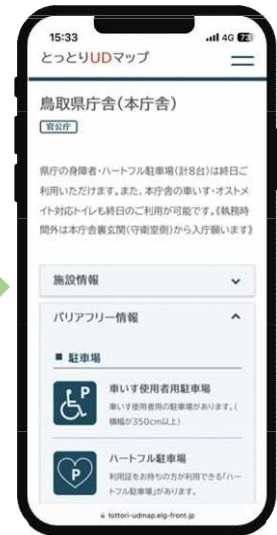 15:33
4G 73
とっとりUDマップ
鳥取県庁舎(本庁舎)
官公庁
県庁の身障者・ハートフル駐車場(計8台)は終日ご
利用いただけます。また、本庁舎の車いす・オストメ
イト対応トイレも終日のご利用が可能です。《執務時
間外は本庁舎裏玄関(守衛室側)から入庁願います》
施設情報
バリアフリー情報
■ 駐車場
P
車いす使用者用駐車場
車いす使用者用の駐車場があります。(
横幅が350cm以上)
P
ハートフル駐車場
利用証をお持ちの方が利用できる「ハー
トフル駐車場」があります。
tottori-udmap.elg-front.jp